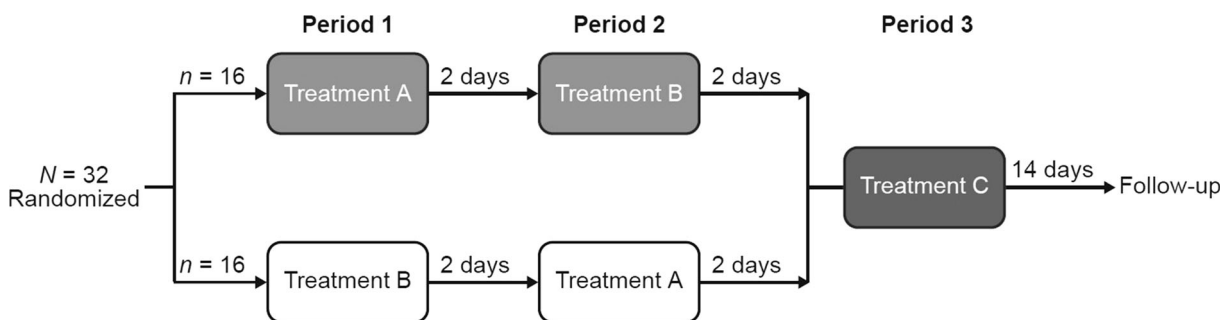 Period 1
Period 2
Period 3
n = 16
Treatment A
2 days
Treatment B
2 days
N = 32
Randomized
Treatment C
14 days
Follow-up
n = 16
Treatment B
2 days
Treatment A
2 days